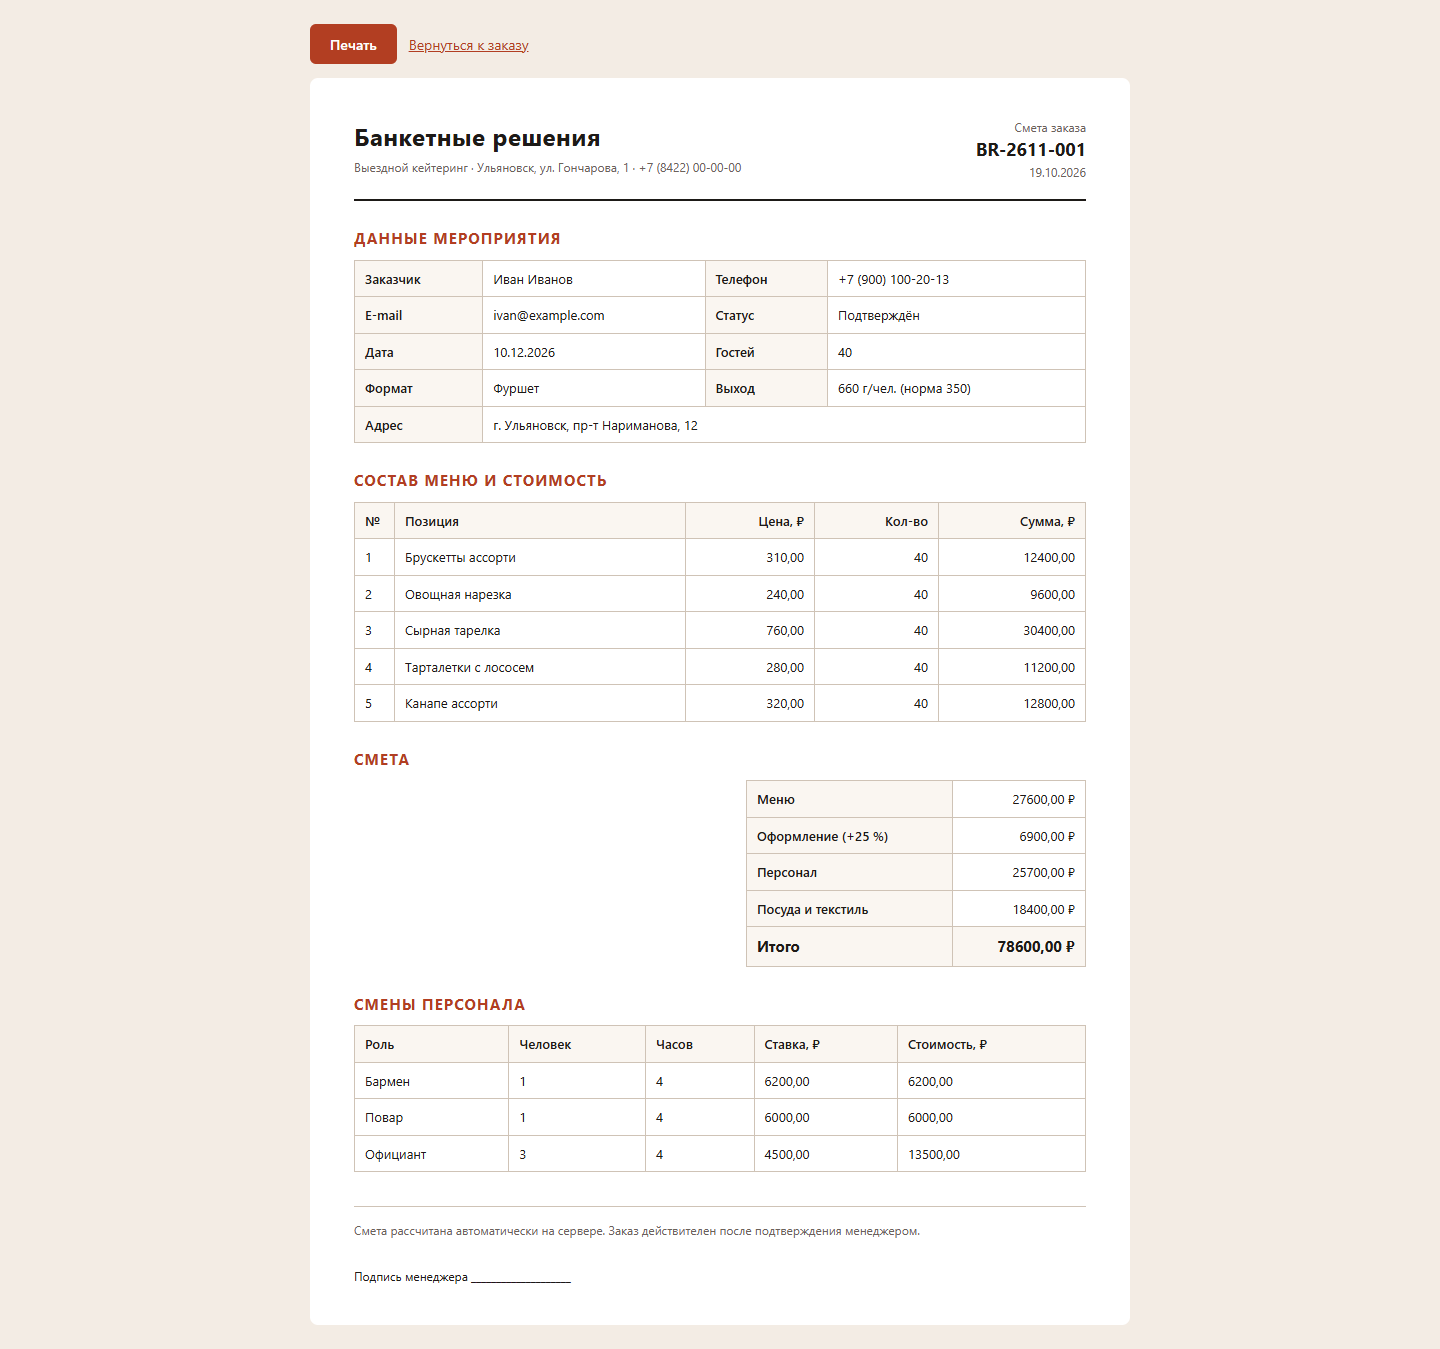 Печать Вернуться к заказу
Банкетные решения
Выездной кейтеринг · Ульяновск, ул. Гончарова, 1 · +7 (8422) 00-00-00
Смета заказа
BR-2611-001
19.10.2026
ДАННЫЕ МЕРОПРИЯТИЯ
Заказчик Иван Иванов Телефон +7 (900) 100-20-13
E-mail ivan@example.com Статус Подтверждён
Дата 10.12.2026 Гостей 40
Формат Фуршет Выход 660 г/чел. (норма 350)
Адрес г. Ульяновск, пр-т Нариманова, 12
СОСТАВ МЕНЮ И СТОИМОСТЬ
№ Позиция Цена, ₽ Кол-во Сумма, ₽
1 Брускетты ассорти 310,00 40 12400,00
2 Овощная нарезка 240,00 40 9600,00
3 Сырная тарелка 760,00 40 30400,00
4 Тарталетки с лососем 280,00 40 11200,00
5 Канапе ассорти 320,00 40 12800,00
СМЕТА
Меню 27600,00 ₽
Оформление (+25 %) 6900,00 ₽
Персонал 25700,00 ₽
Посуда и текстиль 18400,00 ₽
Итого 78600,00 ₽
СМЕНЫ ПЕРСОНАЛА
Роль Человек Часов Ставка, ₽ Стоимость, ₽
Бармен 1 4 6200,00 6200,00
Повар 1 4 6000,00 6000,00
Официант 3 4 4500,00 13500,00
Смета рассчитана автоматически на сервере. Заказ действителен после подтверждения менеджером.
Подпись менеджера ____________________